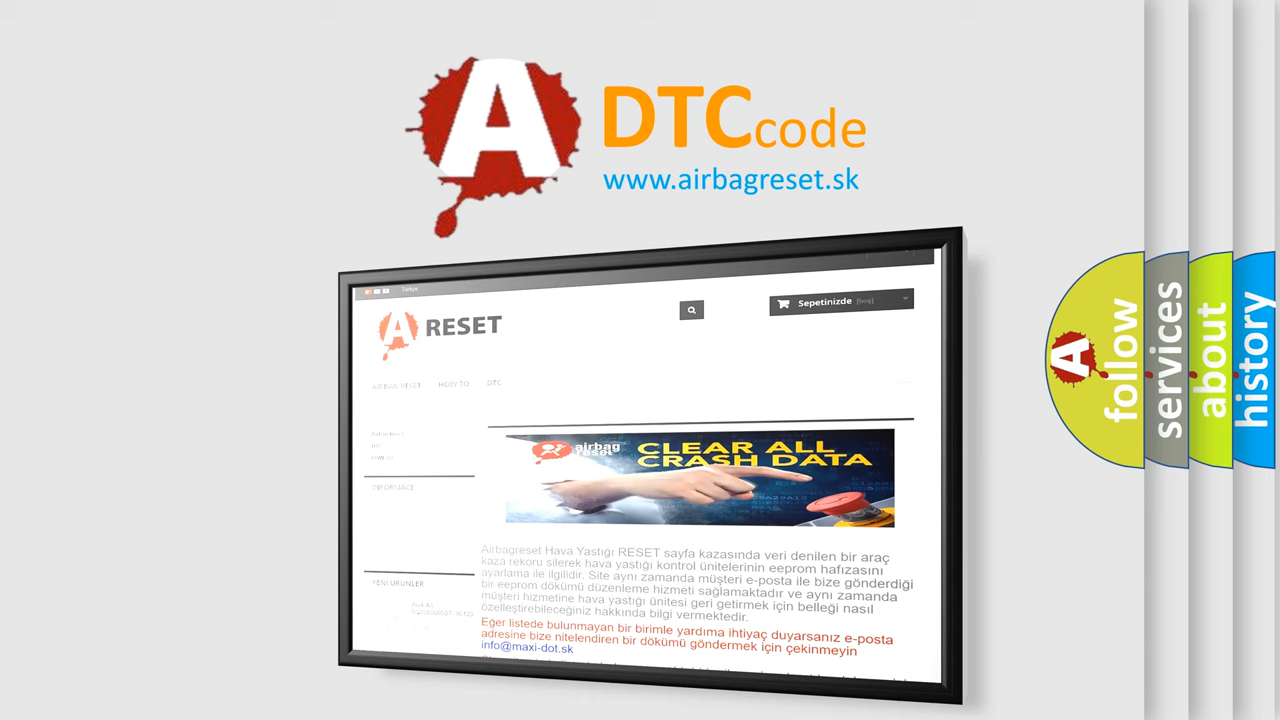 A
DTCcode
www.airbagreset.sk
Türkçe
A RESET
Sepetinizde [boş]
AIRBAG RESET HOW TO DTC
INFORMACE
airbag
reset
CLEAR ALL
CRASH DATA
Airbagreset Hava Yastığı RESET sayfa kazasında veri denilen bir araç
kaza rekoru silerek hava yastığı kontrol ünitelerinin eeprom hafızasını
ayarlama ile ilgilidir. Site aynı zamanda müşteri e-posta ile bize gönderdiği
bir eeprom dökümü düzenleme hizmeti sağlamaktadır ve aynı zamanda
müşteri hizmetine hava yastığı ünitesi geri getirmek için belleği nasıl
özelleştirebileceğiniz hakkında bilgi vermektedir.
Eger listede bulunmayan bir birimle yardıma ihtiyaç duyarsanız e-posta
adresine bize nitelendiren bir dökümü göndermek için çekinmeyin
info@maxi-dot.sk
YENI ÜRÜNLER
A
follow
services
about
history